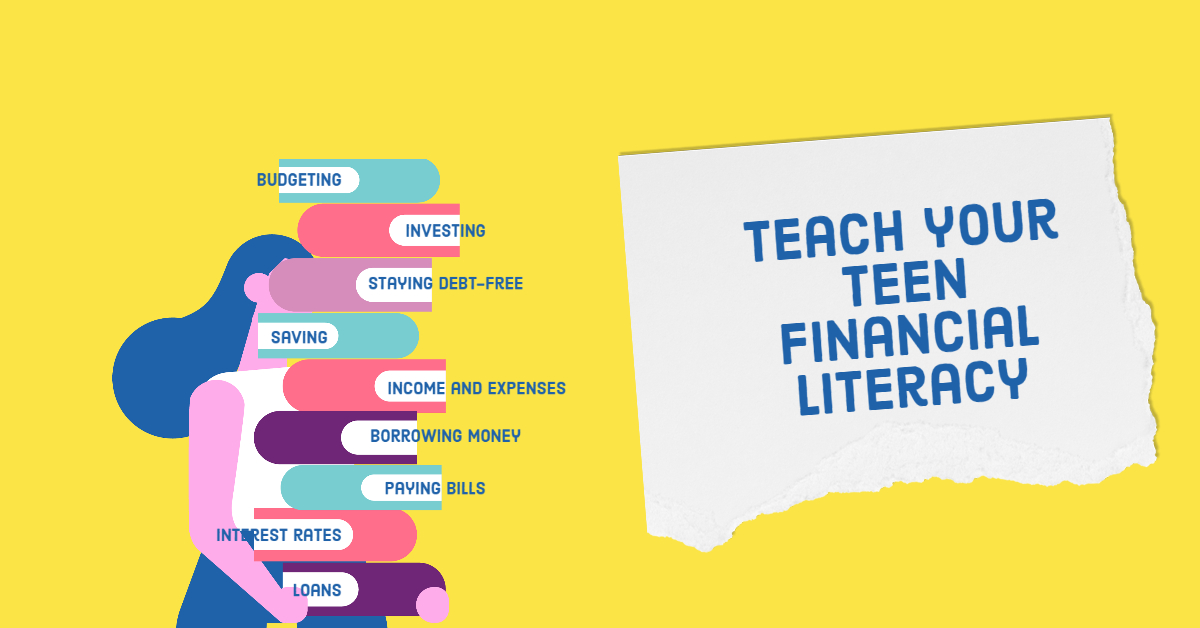 BUDGETING
INVESTING
STAYING DEBT-FREE
SAVING
INCOME AND EXPENSES
BORROWING MONEY
PAYING BILLS
INTEREST RATES
LOANS
TEACH YOUR
TEEN
FINANCIAL
LITERACY